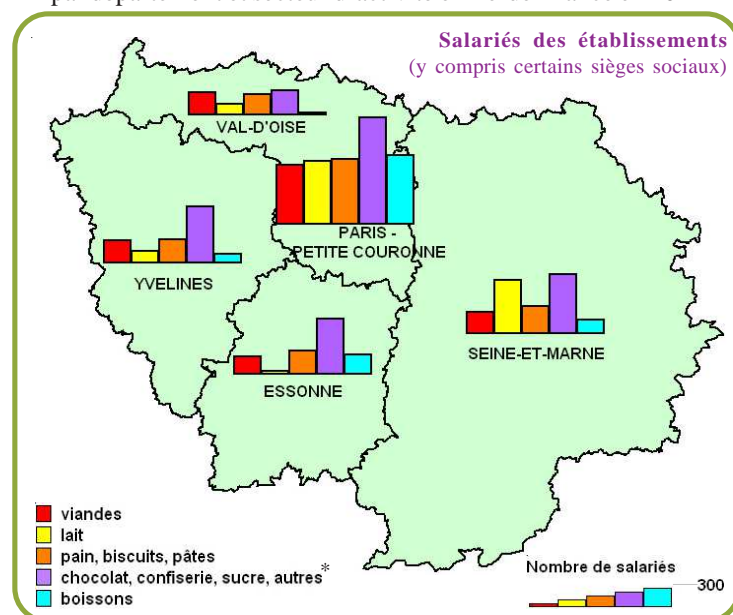 Salariés des établissements
(y compris certains sièges sociaux)
VAL-D'OISE
PARIS -
PETITE COURONNE
YVELINES
SEINE-ET-MARNE
ESSONNE
viandes
lait
pain, biscuits, pâtes
chocolat, confiserie, sucre, autres*
boissons
Nombre de salariés
300